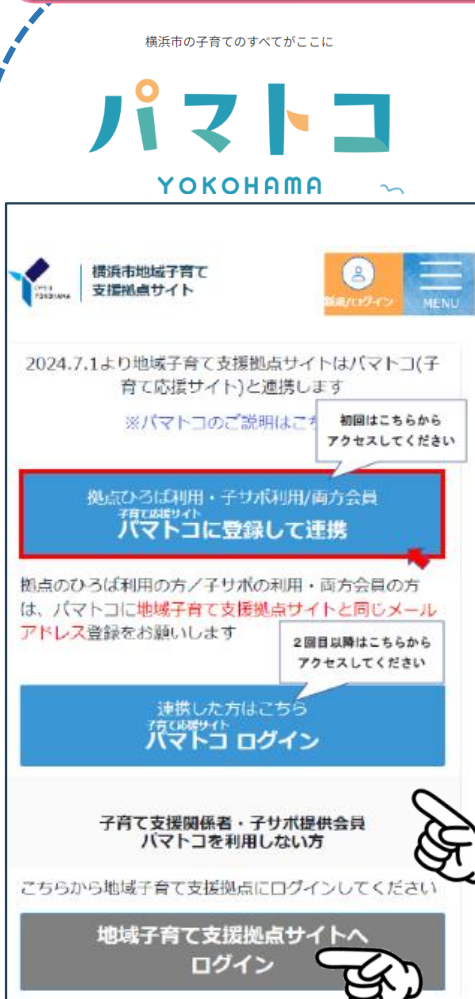 横浜市の子育てのすべてがここに
パマトコ
YOKOHAMA
OPEN
YOKOHAMA
横浜市地域子育て
支援拠点サイト
新規/ログイン
MENU
2024.7.1より地域子育て支援拠点サイトはパマトコ(子
育て応援サイト)と連携します
※パマトコのご説明はこち
初回はこちらから
アクセスしてください
拠点ひろば利用・子サポ利用/両方会員
子育て応援サイト
パマトコに登録して連携
拠点のひろば利用の方/子サポの利用・両方会員の方
は、パマトコに地域子育て支援拠点サイトと同じメール
アドレス登録をお願いします
2回目以降はこちらから
アクセスしてください
連携した方はこちら
子育て応援サイト
パマトコ ログイン
子育て支援関係者・子サポ提供会員
パマトコを利用しない方
こちらから地域子育て支援拠点にログインしてください
地域子育て支援拠点サイトへ
ログイン